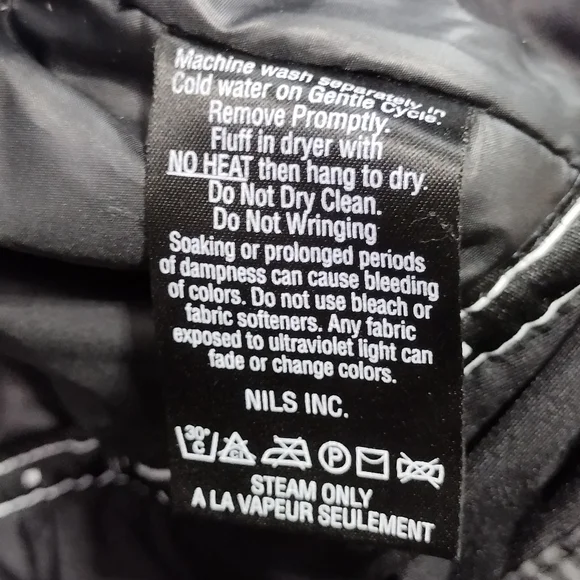 Machine wash separately in
Cold water on Gentle Cycle.
Remove Promptly.
Fluff in dryer with
NO HEAT then hang to dry.
Do Not Dry Clean.
Do Not Wringing
Soaking or prolonged periods
of dampness can cause bleeding
of colors. Do not use bleach or
fabric softeners. Any fabric
exposed to ultraviolet light can
fade or change colors.
NILS INC.
30° C Cl P
STEAM ONLY
A LA VAPEUR SEULEMENT